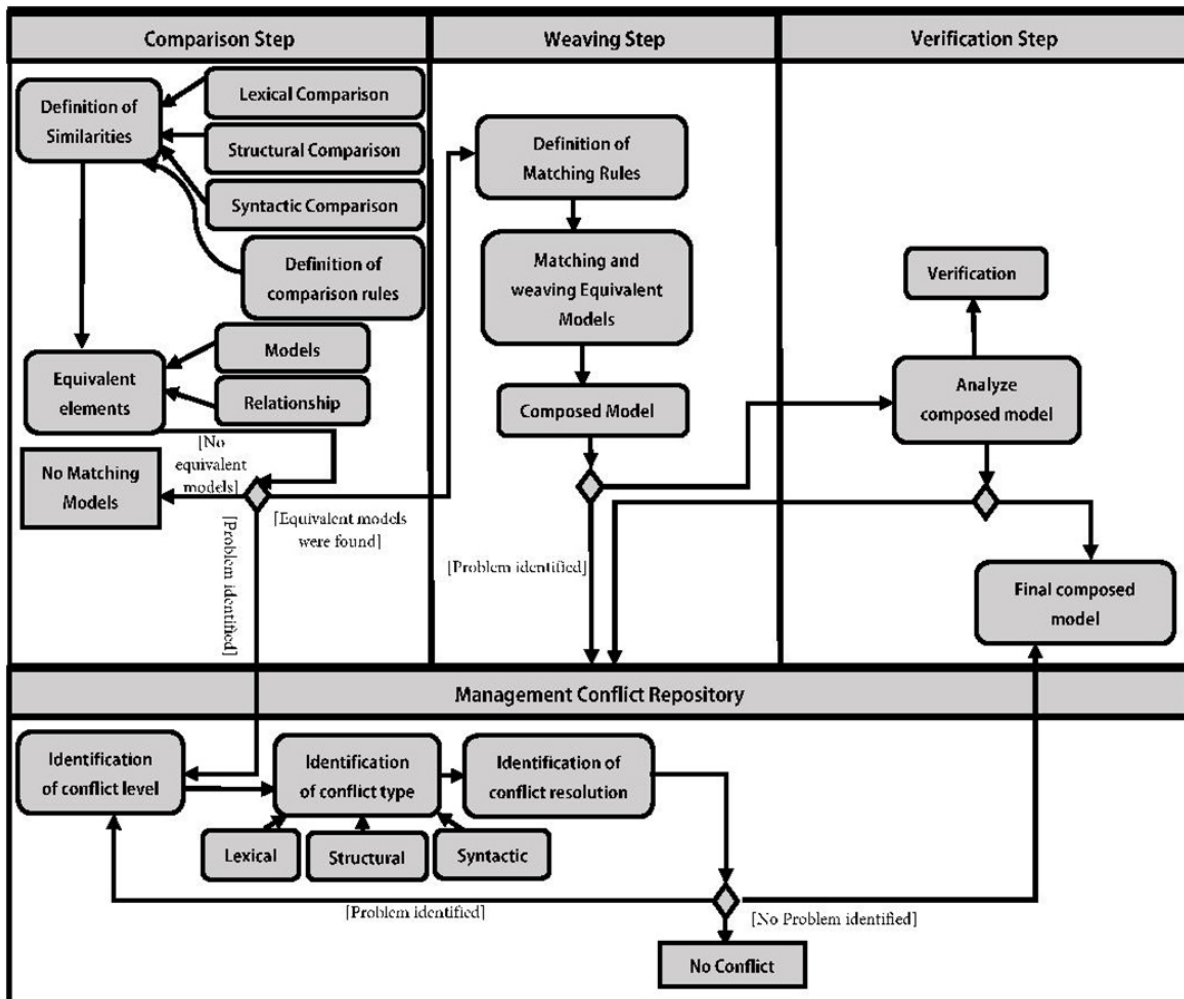 Comparison Step
Weaving Step
Verification Step
Definition of
Similarities
Lexical Comparison
Structural Comparison
Syntactic Comparison
Definition of
comparison rules
Equivalent
elements
Models
Relationship
[No
equivalent
models]
No Matching
Models
[Equivalent models
were found]
[Problem identified]
Definition of
Matching Rules
Matching and
weaving Equivalent
Models
Composed Model
[Problem identified]
Verification
Analyze
composed model
Final composed
model
Management Conflict Repository
Identification
of conflict level
Identification
of conflict type
Identification of
conflict resolution
Lexical
Structural
Syntactic
[Problem identified]
[No Problem identified]
No Conflict